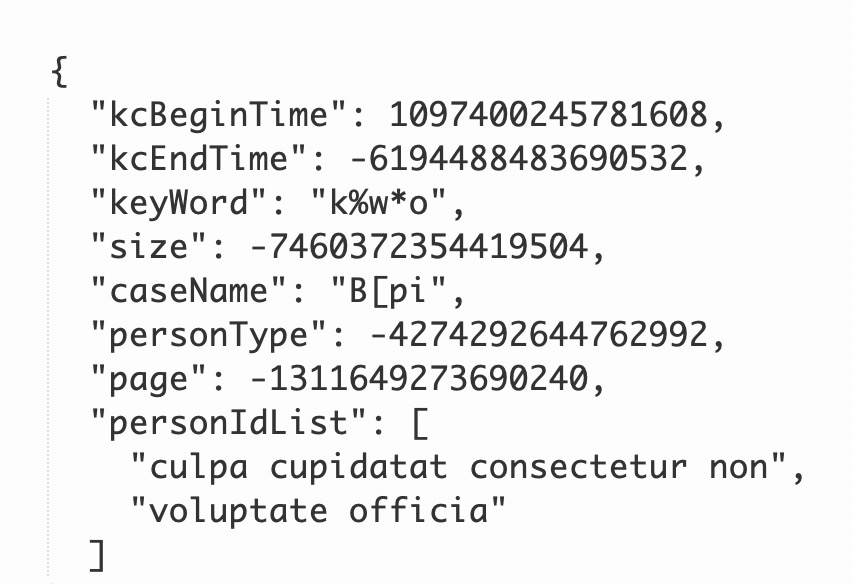 {
"kcBeginTime": 1097400245781608,
"kcEndTime": -6194488483690532,
"keyWord": "k%w*o",
"size": -7460372354419504,
"caseName": "B[pi",
"personType": -4274292644762992,
"page": -1311649273690240,
"personIdList": [
"culpa cupidatat consectetur non",
"voluptate officia"
]